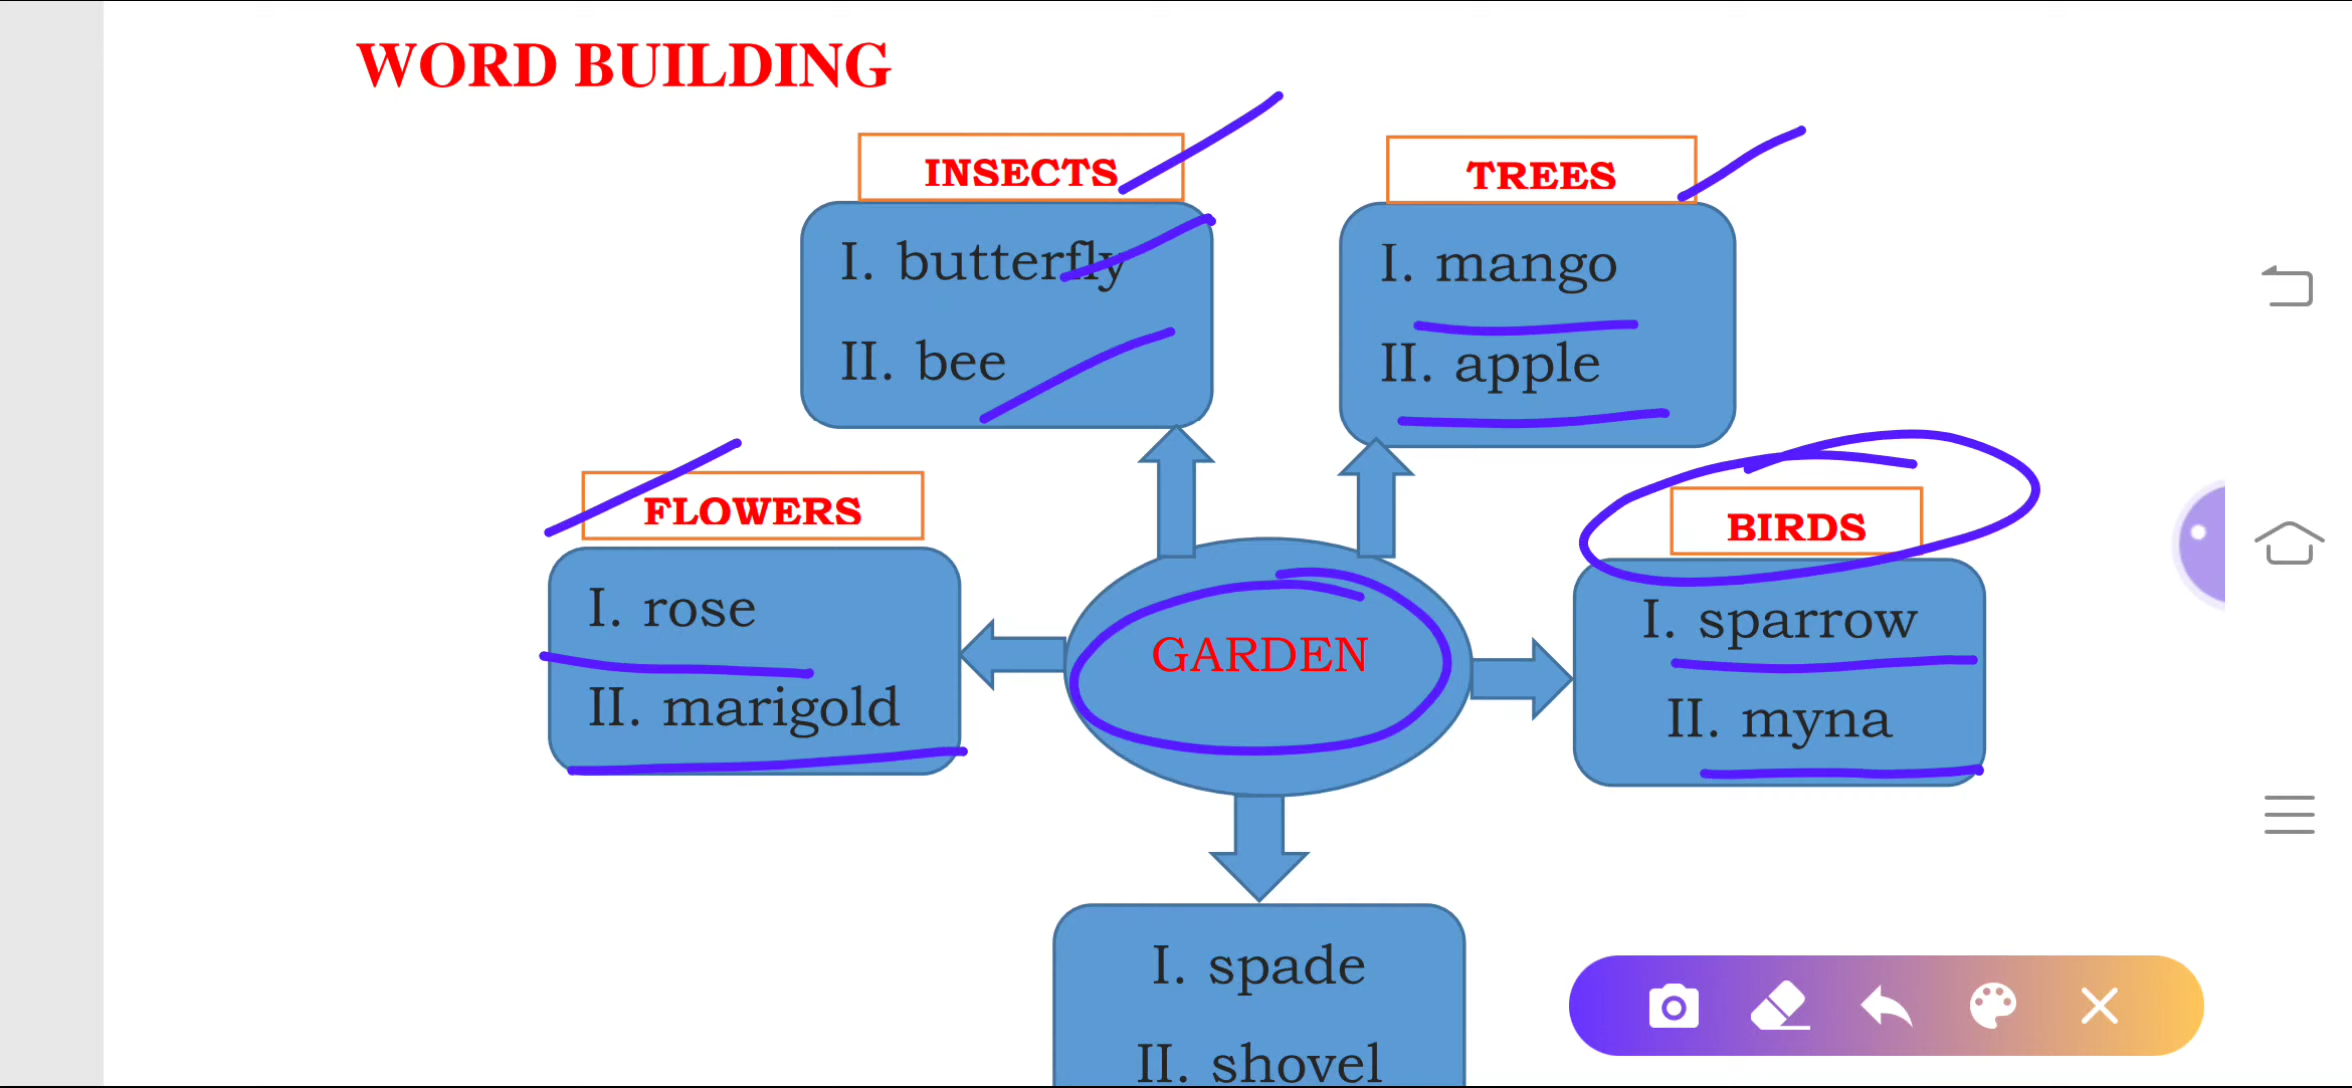 WORD BUILDING
INSECTS
I. butterfly
II. bee
TREES
I. mango
II. apple
FLOWERS
I. rose
II. marigold
GARDEN
BIRDS
I. sparrow
II. myna
I. spade
II. shovel